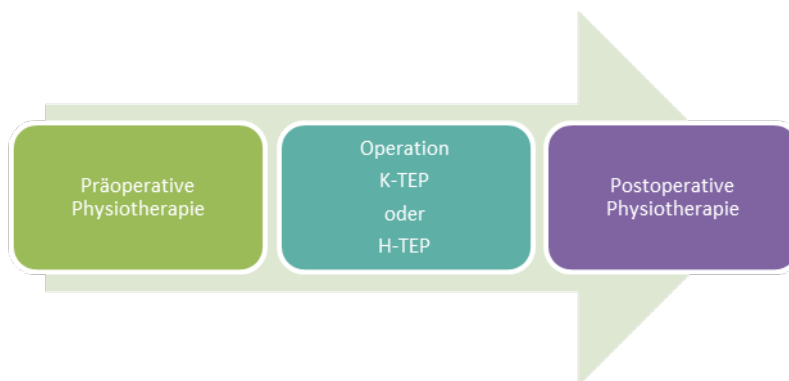 Präoperative
Physiotherapie
Operation
K-TEP
oder
H-TEP
Postoperative
Physiotherapie